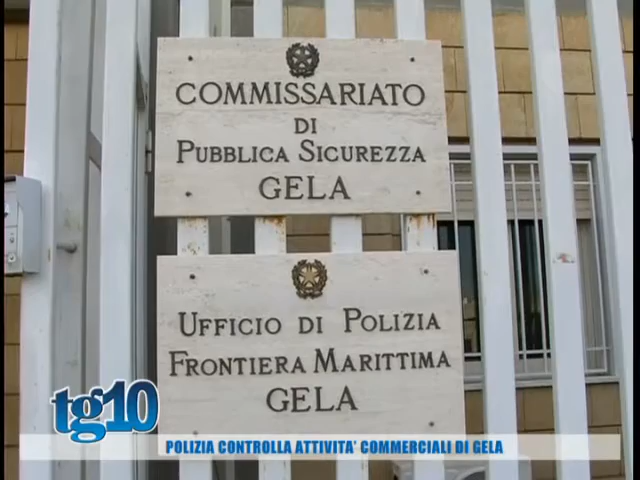 COMMISSARIATO
DI
PUBBLICA SICUREZZA
GELA
UFFICIO DI POLIZIA
FRONTIERA MARITTIMA
GELA
tg10
POLIZIA CONTROLLA ATTIVITA' COMMERCIALI DI GELA